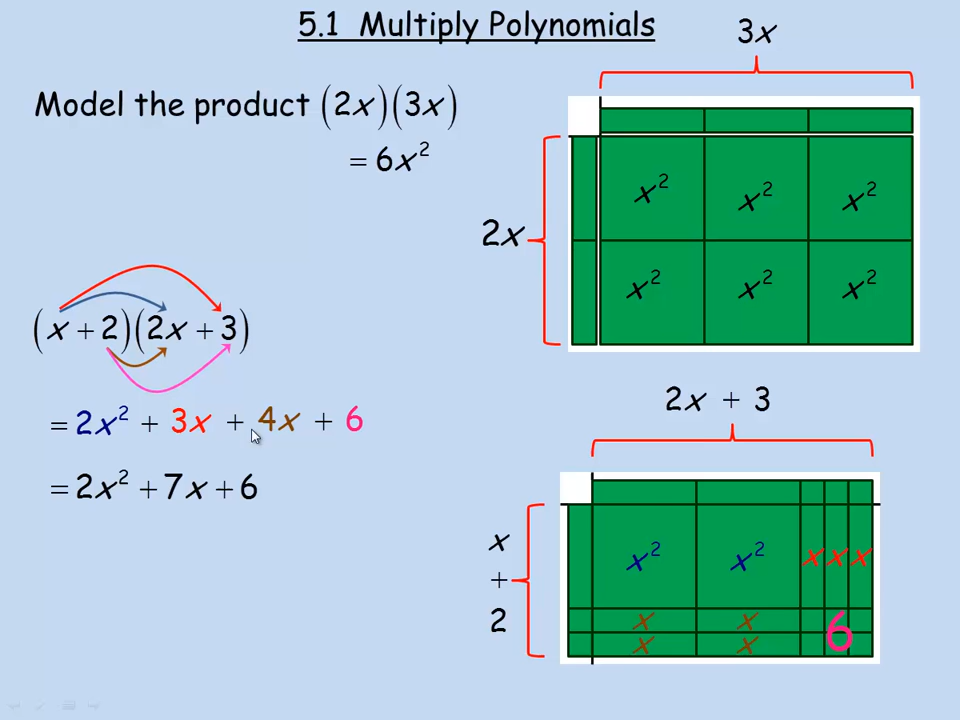 5.1 Multiply Polynomials
Model the product (2x)(3x)
= 6x²
3x
2x
x² x² x²
x² x² x²
(x + 2)(2x + 3)
= 2x² + 3x + 4x + 6
= 2x² + 7x + 6
2x + 3
x
+
2
x² x² x x x
x x
x x
6